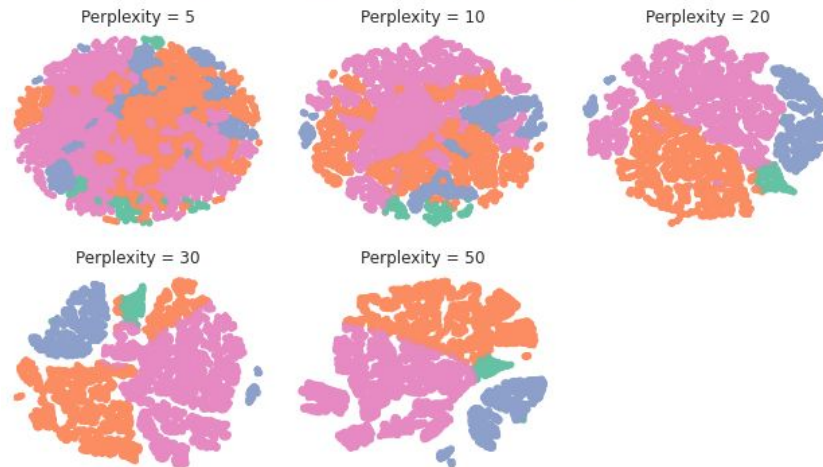 Perplexity = 5
Perplexity = 10
Perplexity = 20
Perplexity = 30
Perplexity = 50